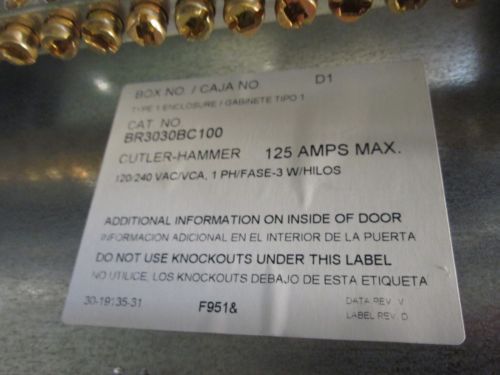 BOX NO. / CAJA NO. D1
TYPE 1 ENCLOSURE / GABINETE TIPO 1
CAT. NO.
BR3030BC100
CUTLER-HAMMER 125 AMPS MAX.
120/240 VAC/VCA, 1 PH/FASE-3 W/HILOS
ADDITIONAL INFORMATION ON INSIDE OF DOOR
INFORMACIÓN ADICIONAL EN EL INTERIOR DE LA PUERTA
DO NOT USE KNOCKOUTS UNDER THIS LABEL
NO UTILICE, LOS KNOCKOUTS DEBAJO DE ESTA ETIQUETA
30-19135-31 F951& DATA REV. V
LABEL REV. D